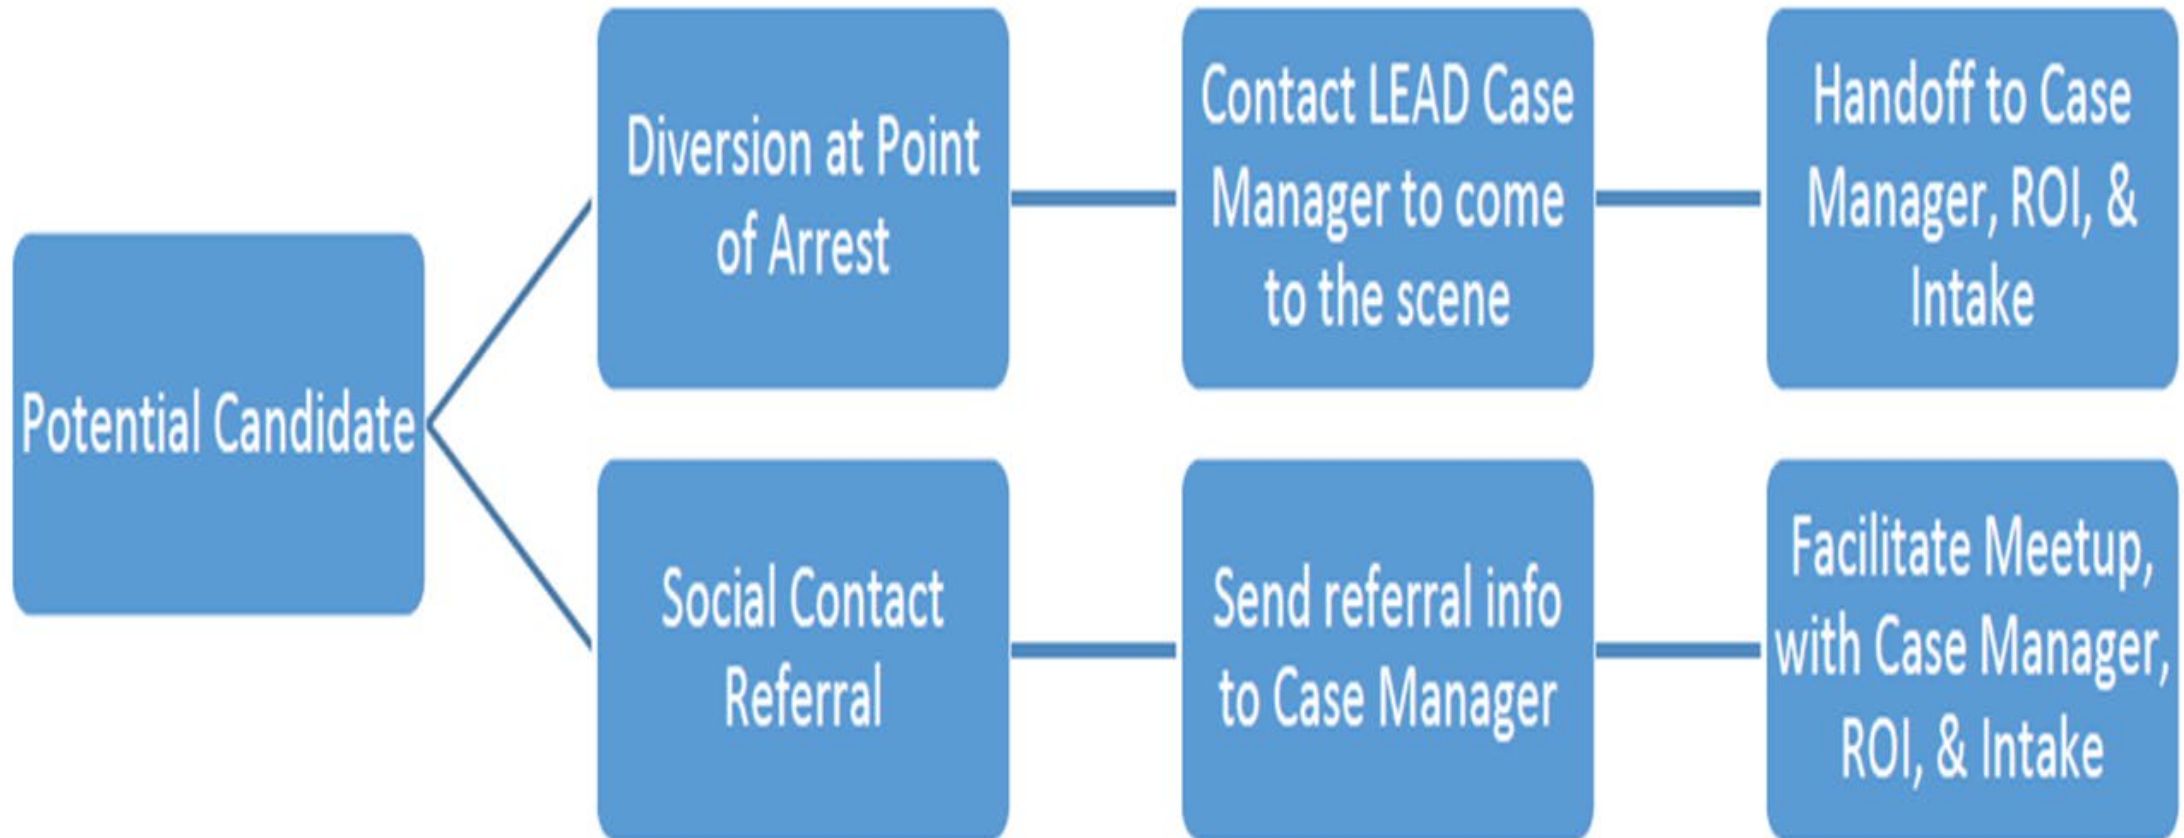 Potential Candidate
Diversion at Point
of Arrest
Contact LEAD Case
Manager to come
to the scene
Handoff to Case
Manager, ROI, &
Intake
Social Contact
Referral
Send referral info
to Case Manager
Facilitate Meetup,
with Case Manager,
ROI, & Intake